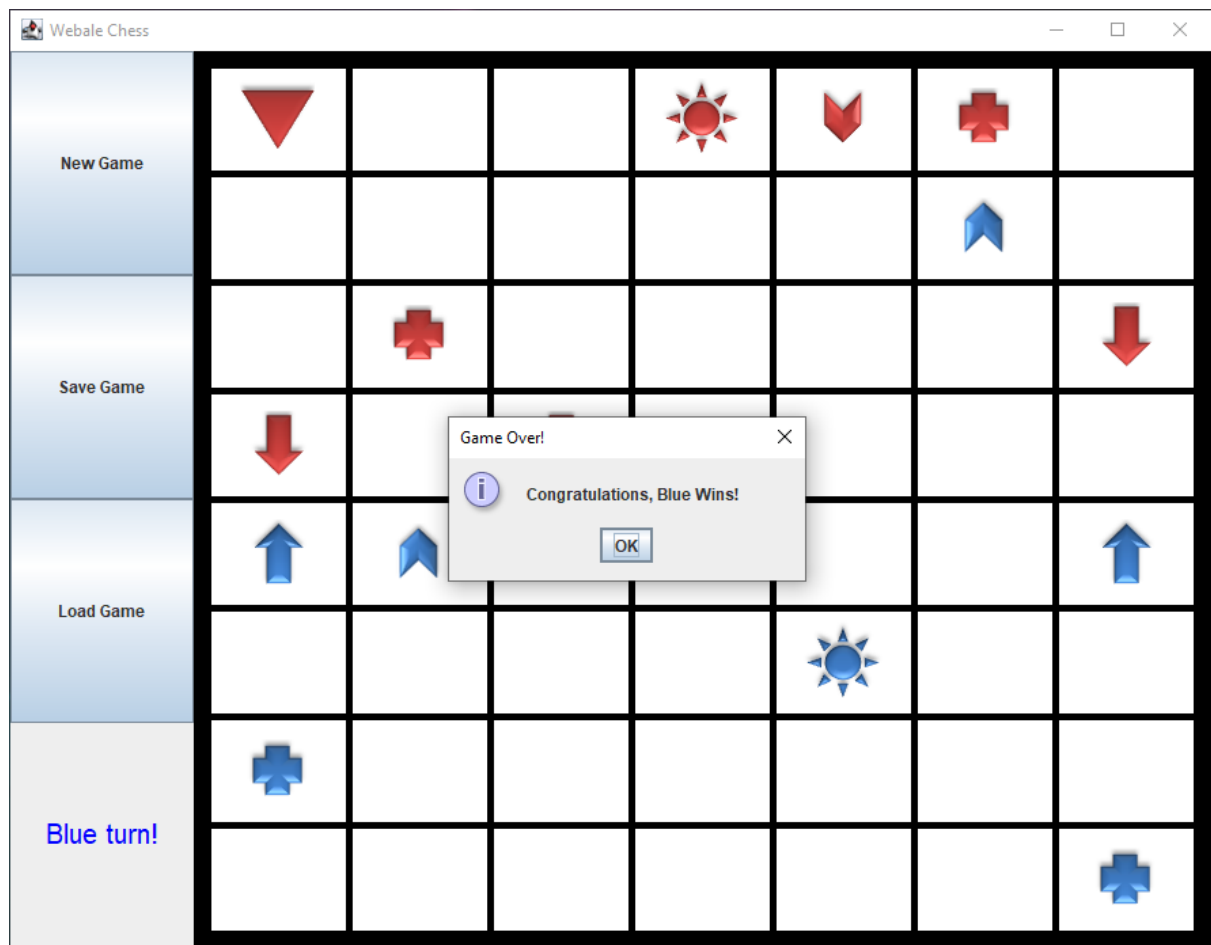 Webale Chess
New Game
Save Game
Load Game
Blue turn!
Game Over!
i
Congratulations, Blue Wins!
OK